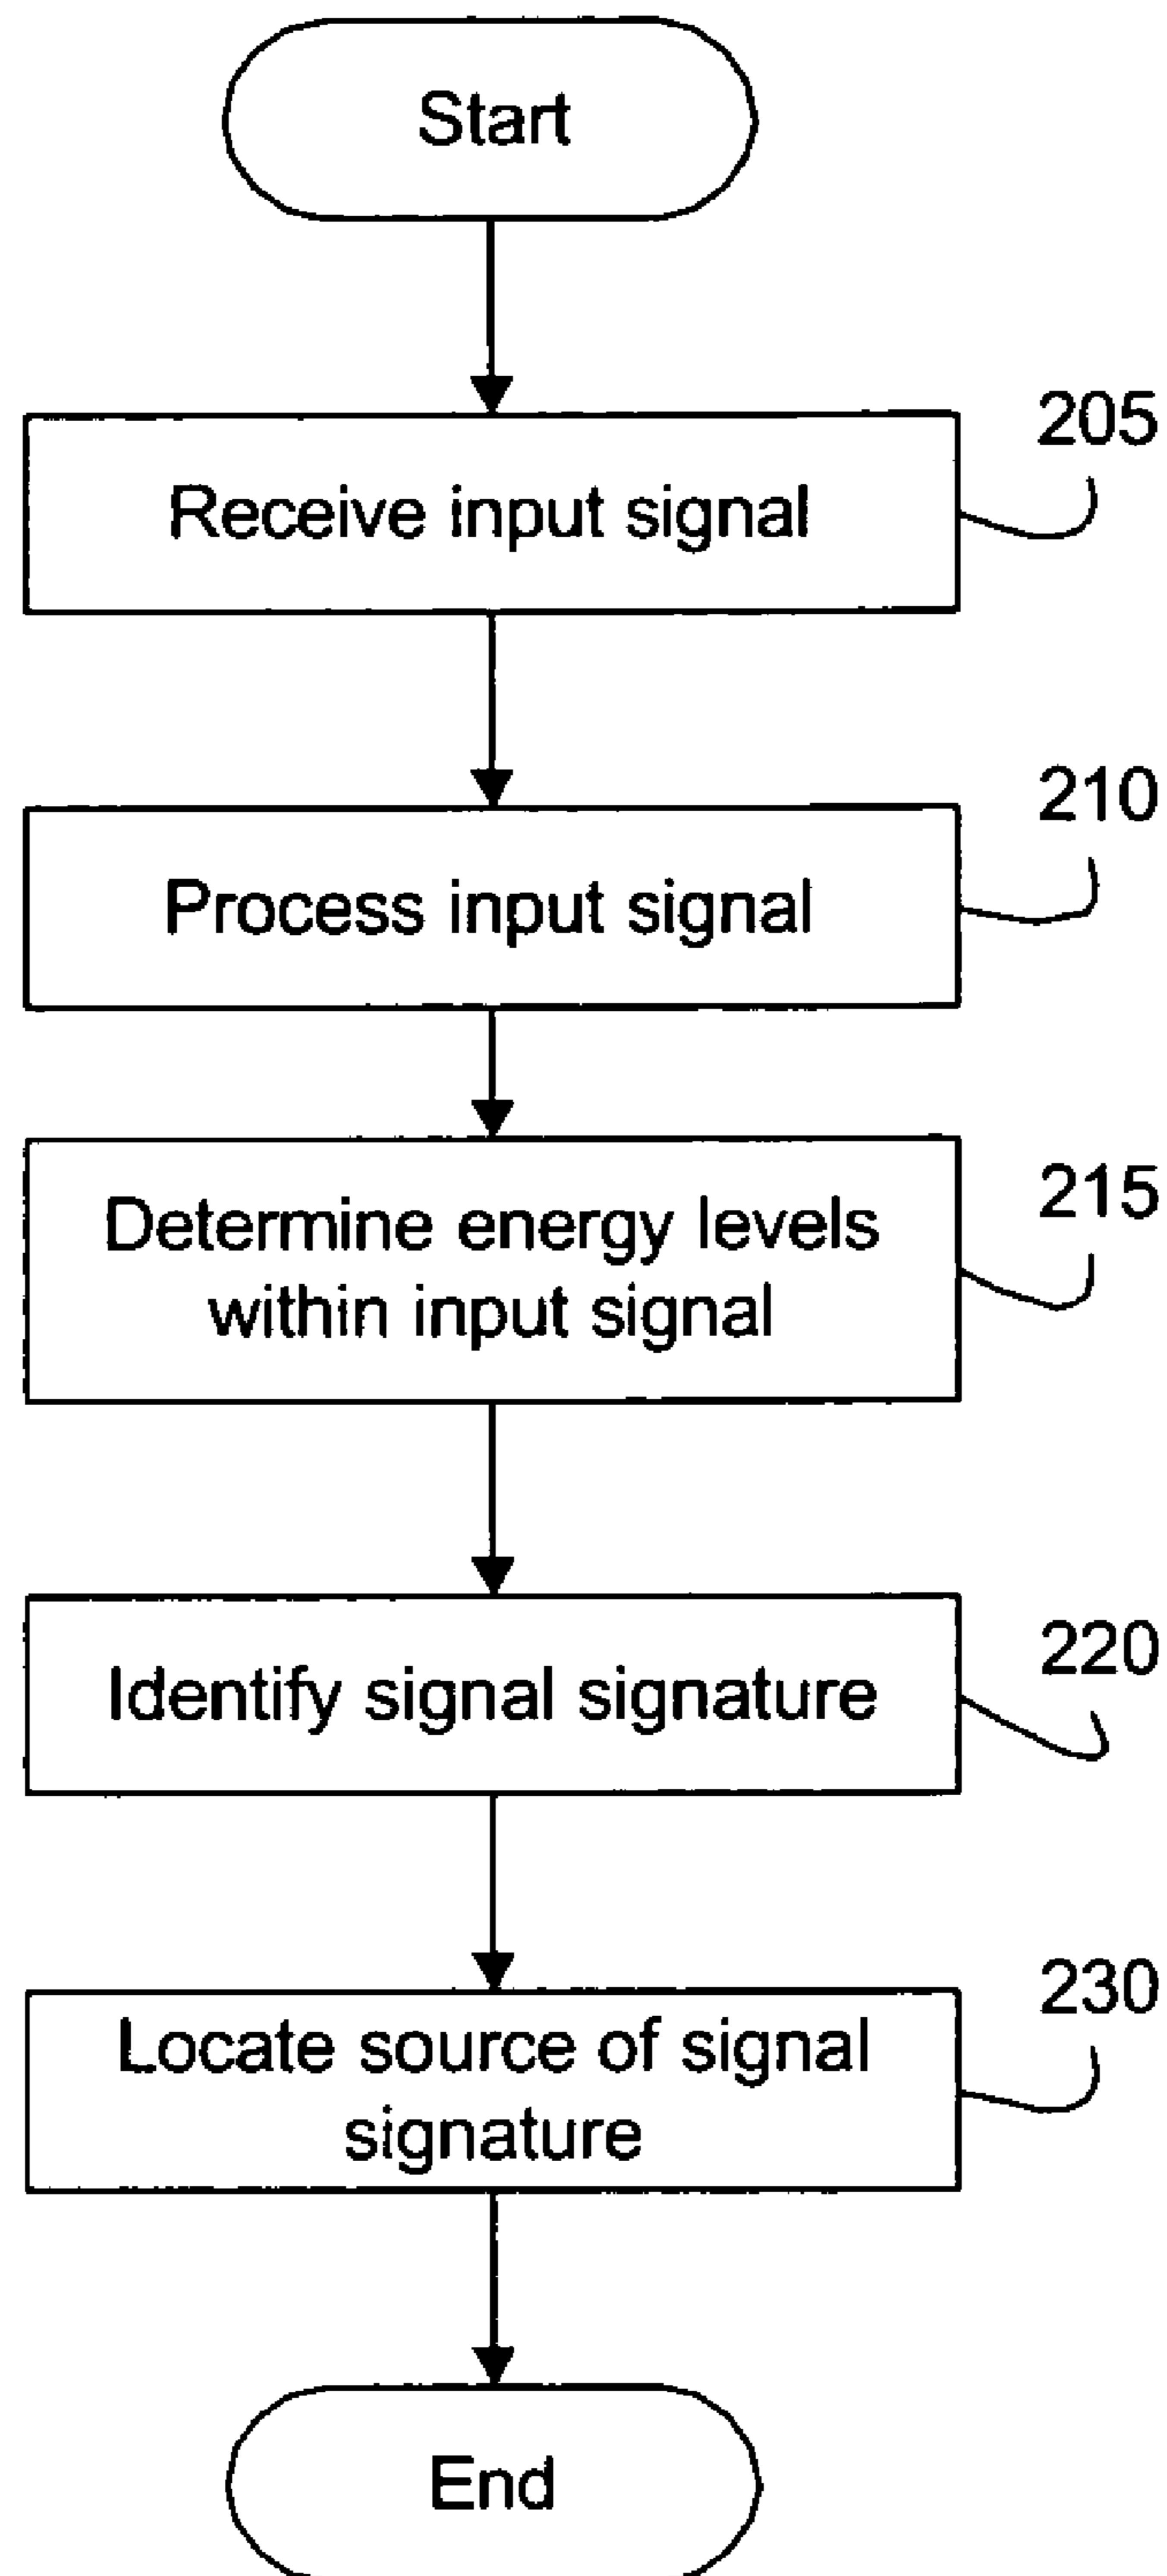 Start
205
Receive input signal
210
Process input signal
215
Determine energy levels
within input signal
220
Identify signal signature
230
Locate source of signal
signature
End